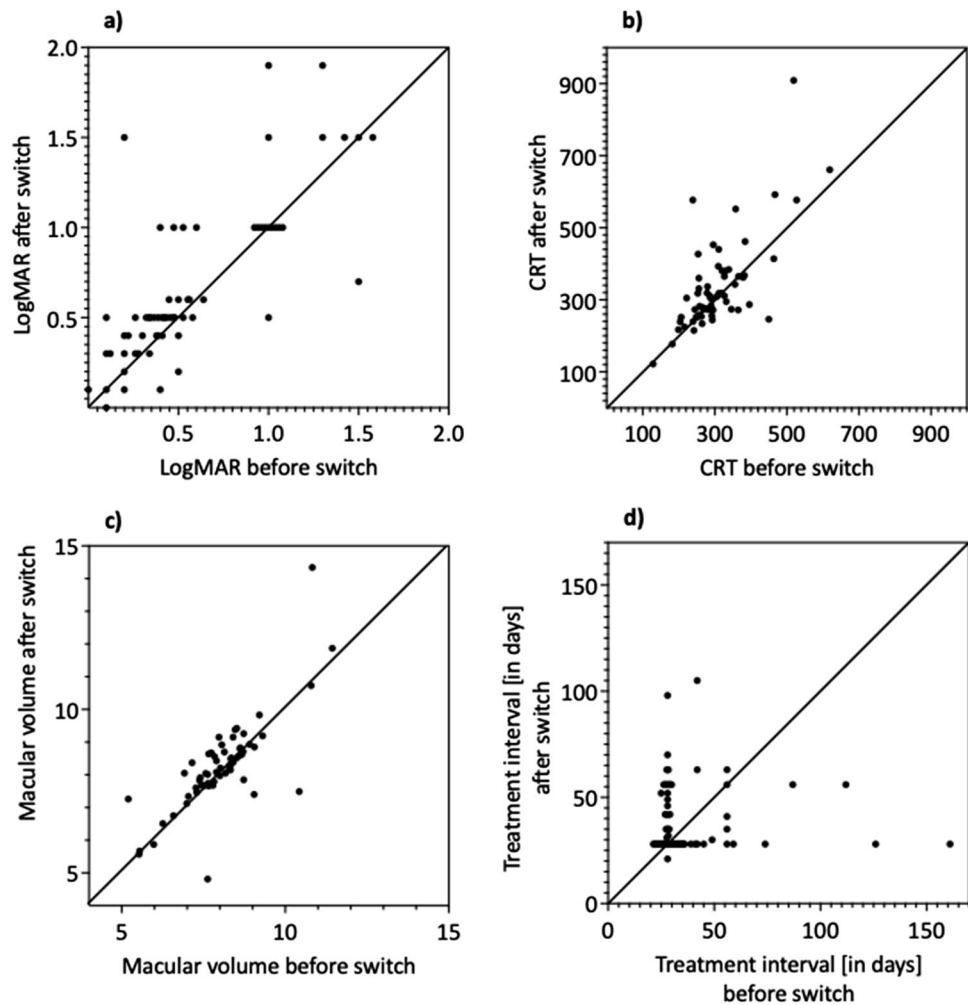 a)
2.0
1.5
1.0
0.5
LogMAR after switch
0.5 1.0 1.5 2.0
LogMAR before switch
b)
900
700
500
300
100
CRT after switch
100 300 500 700 900
CRT before switch
c)
15
10
5
Macular volume after switch
5 10 15
Macular volume before switch
d)
150
100
50
0
Treatment interval [in days]
after switch
0 50 100 150
Treatment interval [in days]
before switch